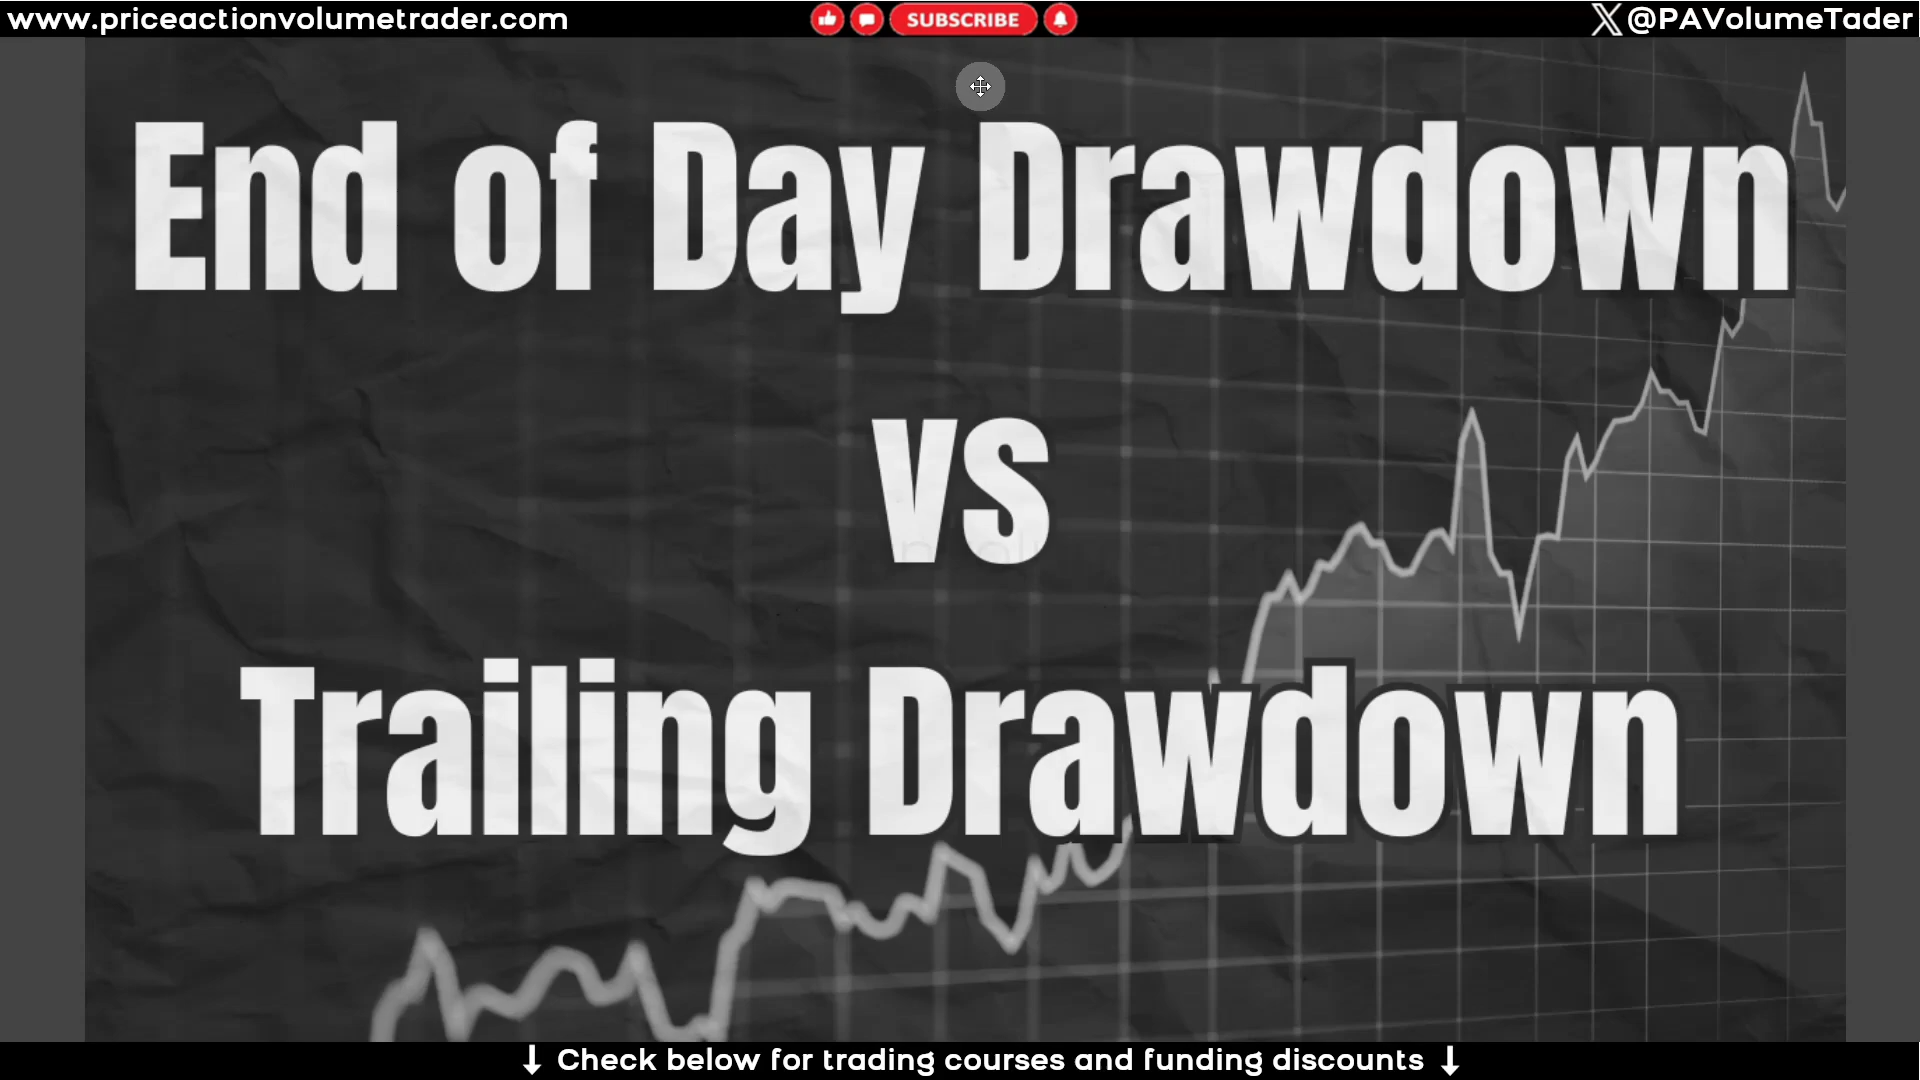 www.priceactionvolumetrader.com
SUBSCRIBE
@PAVolumeTader
End of Day Drawdown
vs
Trailing Drawdown
Check below for trading courses and funding discounts